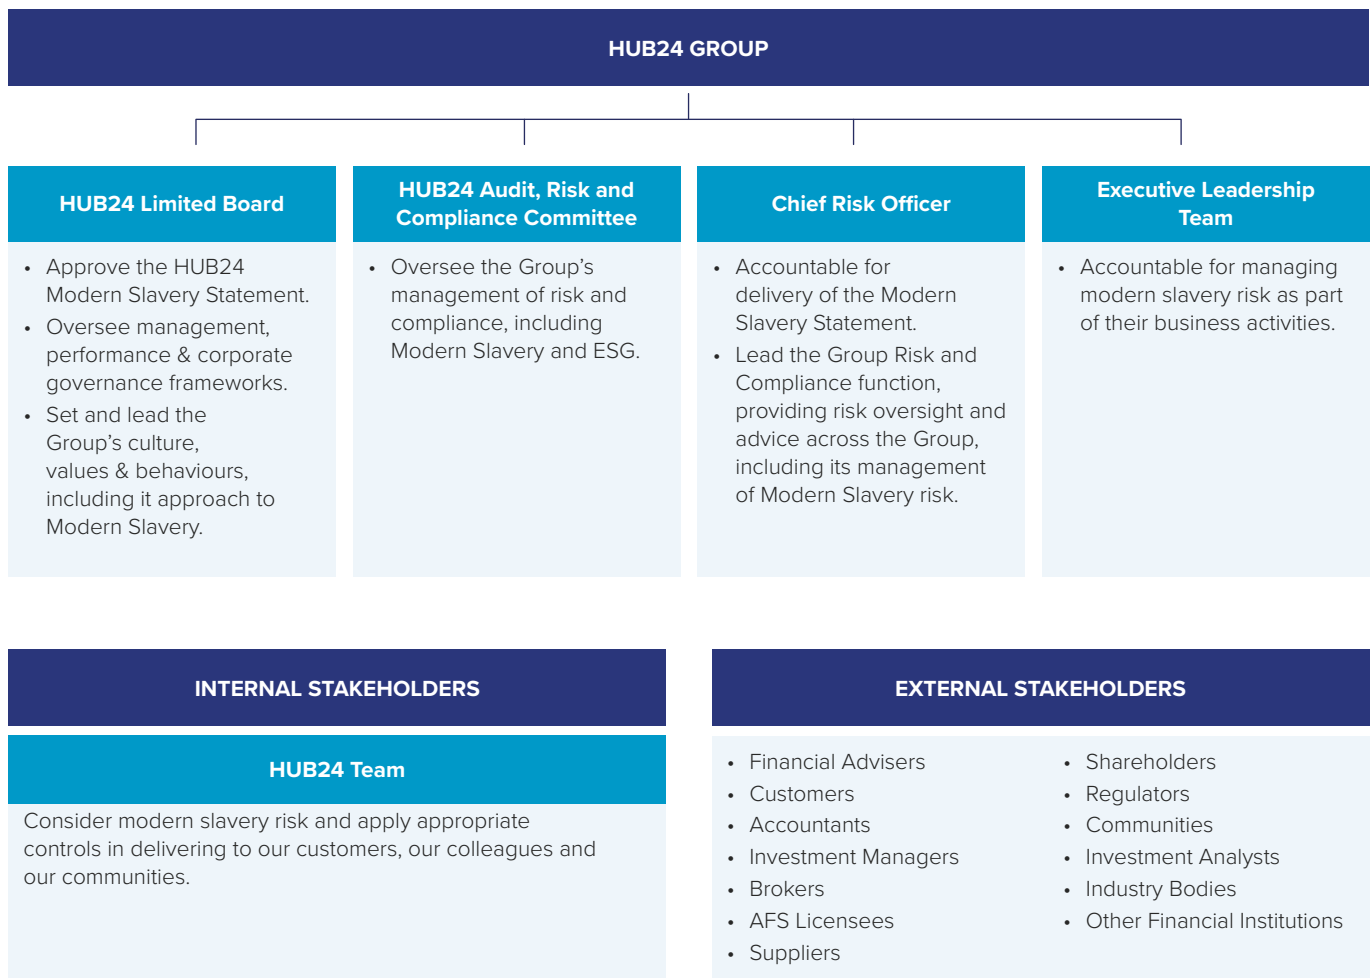 HUB24 GROUP
HUB24 Limited Board
• Approve the HUB24
Modern Slavery Statement.
• Oversee management,
performance & corporate
governance frameworks.
• Set and lead the
Group’s culture,
values & behaviours,
including it approach to
Modern Slavery.
HUB24 Audit, Risk and
Compliance Committee
• Oversee the Group’s
management of risk and
compliance, including
Modern Slavery and ESG.
Chief Risk Officer
• Accountable for
delivery of the Modern
Slavery Statement.
• Lead the Group Risk and
Compliance function,
providing risk oversight and
advice across the Group,
including its management
of Modern Slavery risk.
Executive Leadership
Team
• Accountable for managing
modern slavery risk as part
of their business activities.
INTERNAL STAKEHOLDERS
HUB24 Team
Consider modern slavery risk and apply appropriate
controls in delivering to our customers, our colleagues and
our communities.
EXTERNAL STAKEHOLDERS
• Financial Advisers
• Customers
• Accountants
• Investment Managers
• Brokers
• AFS Licensees
• Suppliers
• Shareholders
• Regulators
• Communities
• Investment Analysts
• Industry Bodies
• Other Financial Institutions